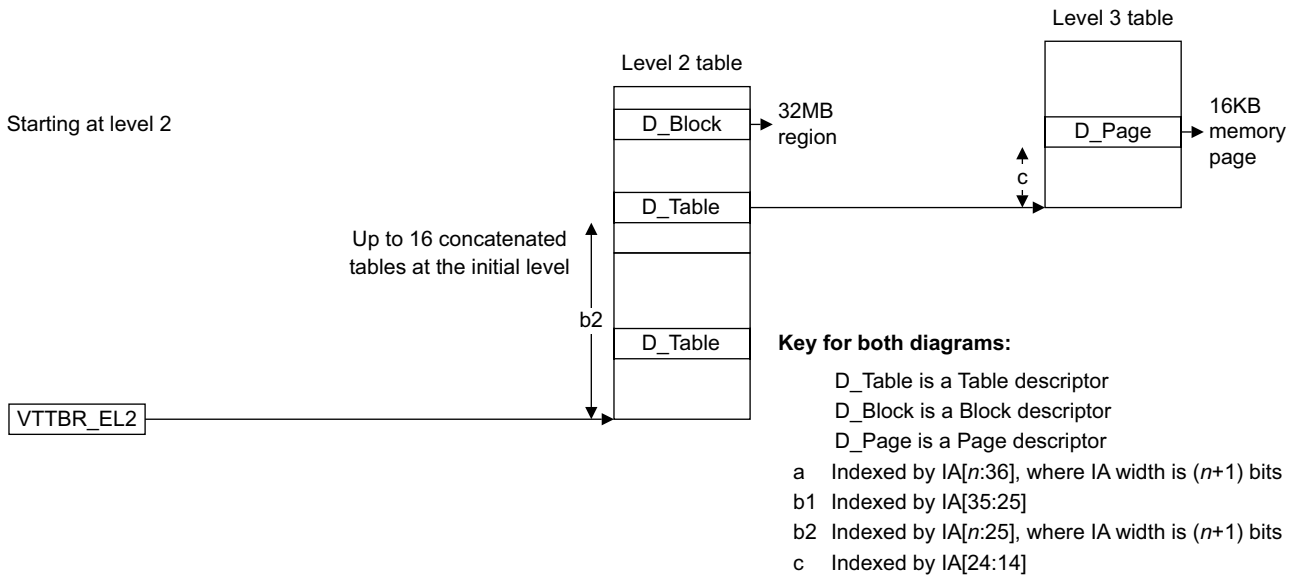 Level 3 table
Level 2 table
Starting at level 2
D_Block
32MB
region
D_Page
16KB
memory
page
c
D_Table
Up to 16 concatenated
tables at the initial level
b2
D_Table
VTTBR_EL2
Key for both diagrams:
D_Table is a Table descriptor
D_Block is a Block descriptor
D_Page is a Page descriptor
a Indexed by IA[n:36], where IA width is (n+1) bits
b1 Indexed by IA[35:25]
b2 Indexed by IA[n:25], where IA width is (n+1) bits
c Indexed by IA[24:14]